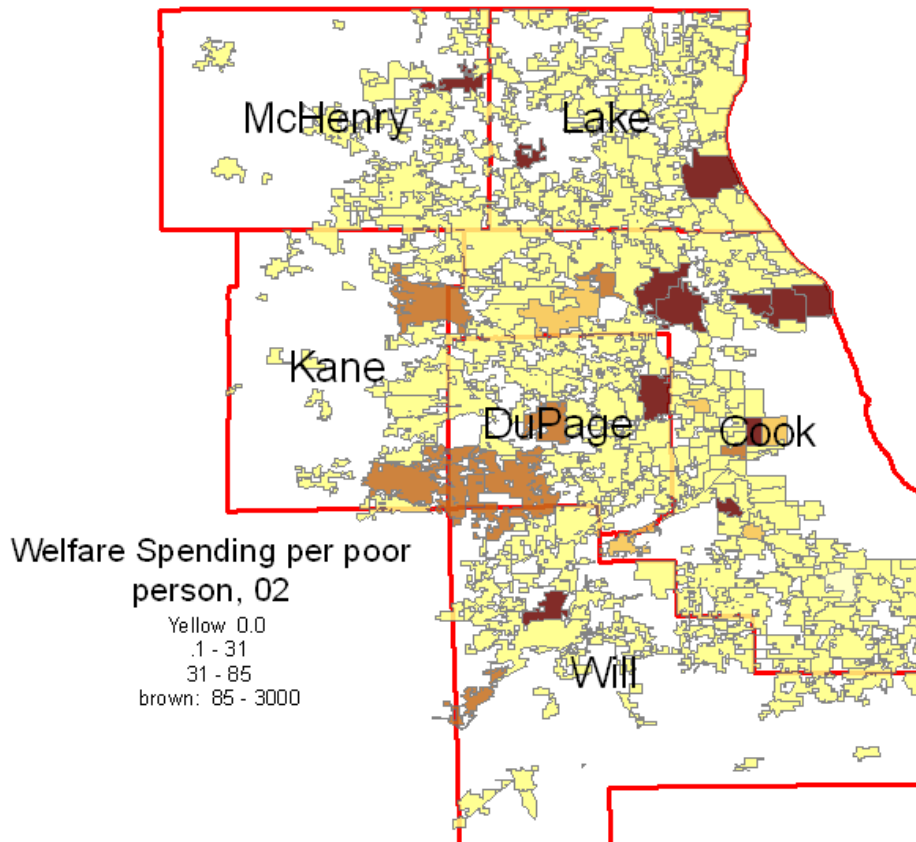 McHenry
Lake
Kane
DuPage
Cook
Welfare Spending per poor
person, 02
Yellow 0.0
.1 - 31
31 - 85
brown: 85 - 3000
Will